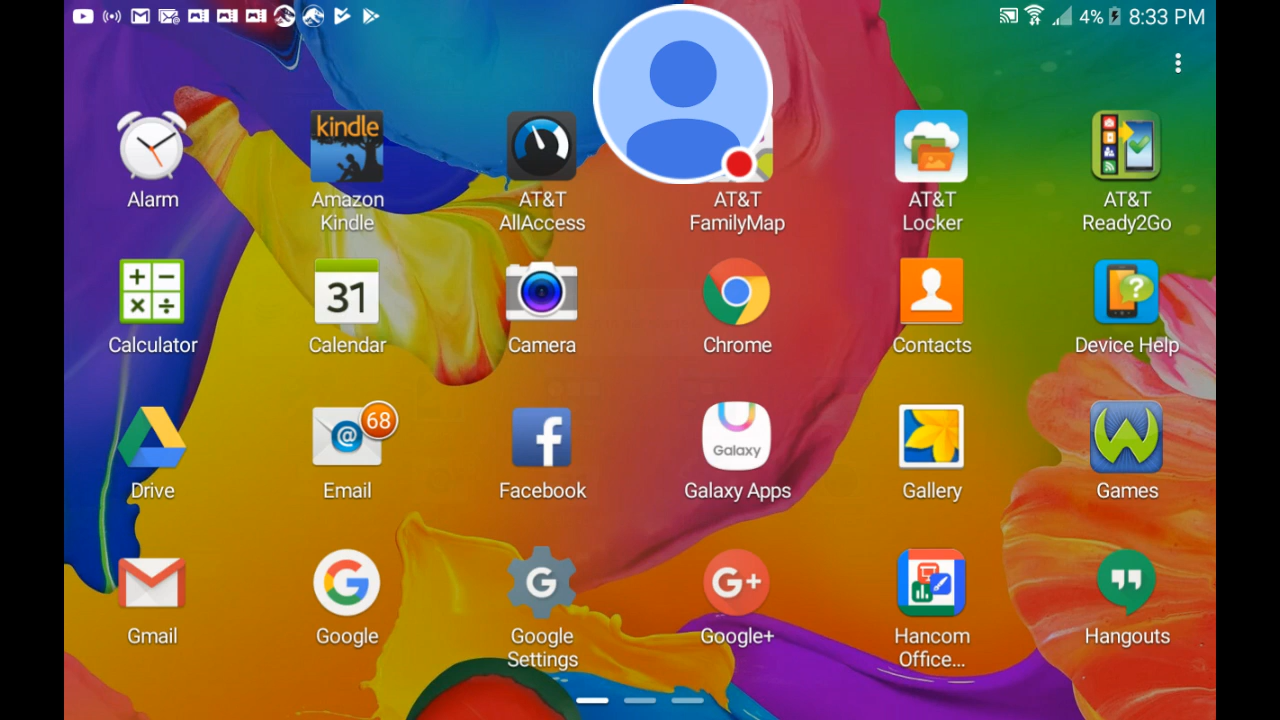 4% 8:33 PM
kindle
Alarm
Amazon
Kindle
AT&T
AllAccess
AT&T
FamilyMap
AT&T
Locker
AT&T
Ready2Go
31
Calculator
Calendar
Camera
Chrome
Contacts
Device Help
68
Galaxy
Drive
Email
Facebook
Galaxy Apps
Gallery
Games
G
G
G+
Gmail
Google
Google
Settings
Google+
Hancom
Office...
Hangouts